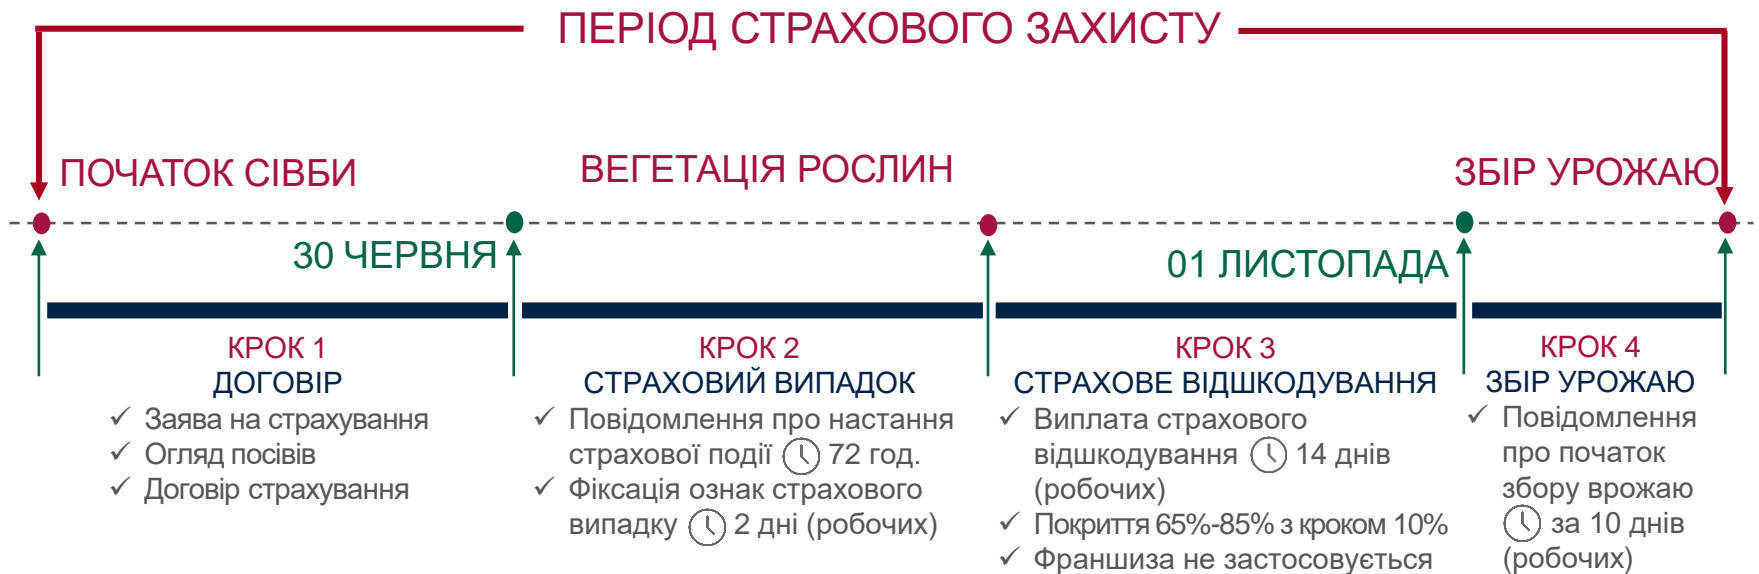 ПЕРІОД СТРАХОВОГО ЗАХИСТУ
ПОЧАТОК СІВБИ
ВЕГЕТАЦІЯ РОСЛИН
ЗБІР УРОЖАЮ
30 ЧЕРВНЯ
01 ЛИСТОПАДА
КРОК 1
ДОГОВІР
✓ Заява на страхування
✓ Огляд посівів
✓ Договір страхування
КРОК 2
СТРАХОВИЙ ВИПАДОК
✓ Повідомлення про настання
страхової події 72 год.
✓ Фіксація ознак страхового
випадку 2 дні (робочих)
КРОК 3
СТРАХОВЕ ВІДШКОДУВАННЯ
✓ Виплата страхового
відшкодування 14 днів
(робочих)
✓ Покриття 65%-85% з кроком 10%
✓ Франшиза не застосовується
КРОК 4
ЗБІР УРОЖАЮ
✓ Повідомлення
про початок
збору врожаю
за 10 днів
(робочих)